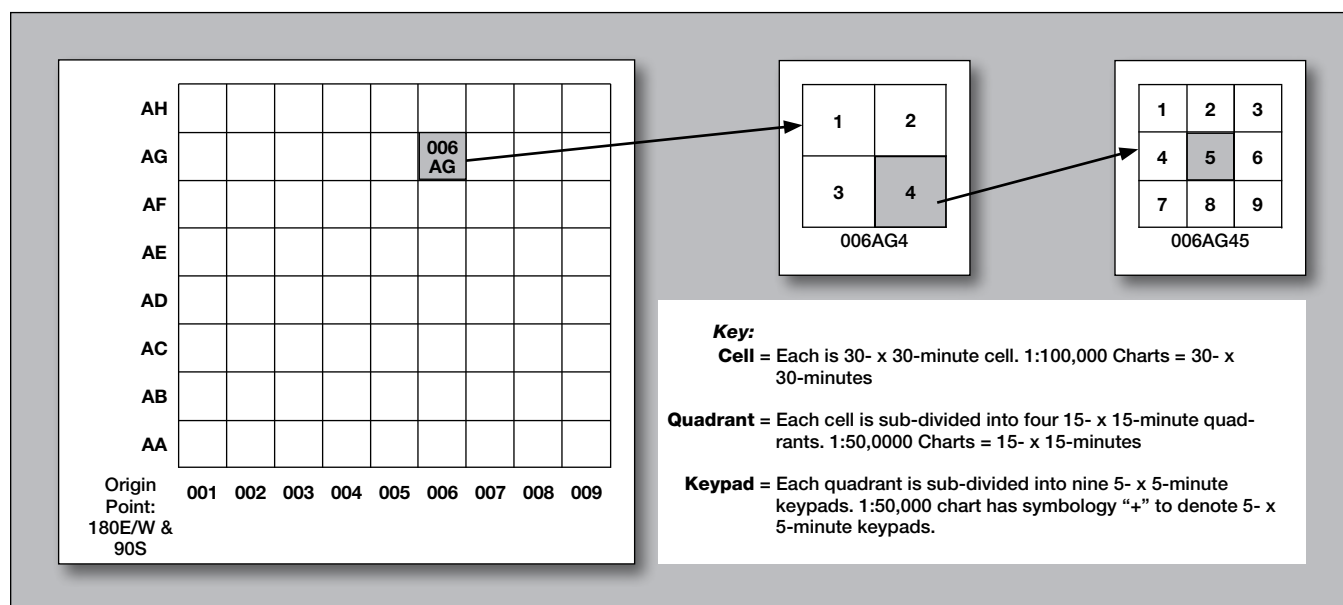 AH
AG
006
AG
AF
AE
AD
AC
AB
AA
Origin
Point:
180E/W &
90S
001 002 003 004 005 006 007 008 009
1 2
3 4
006AG4
1 2 3
4 5 6
7 8 9
006AG45
Key:
Cell = Each is 30- x 30-minute cell. 1:100,000 Charts = 30- x
30-minutes
Quadrant = Each cell is sub-divided into four 15- x 15-minute quad-
rants. 1:50,0000 Charts = 15- x 15-minutes
Keypad = Each quadrant is sub-divided into nine 5- x 5-minute
keypads. 1:50,000 chart has symbology “+” to denote 5- x
5-minute keypads.